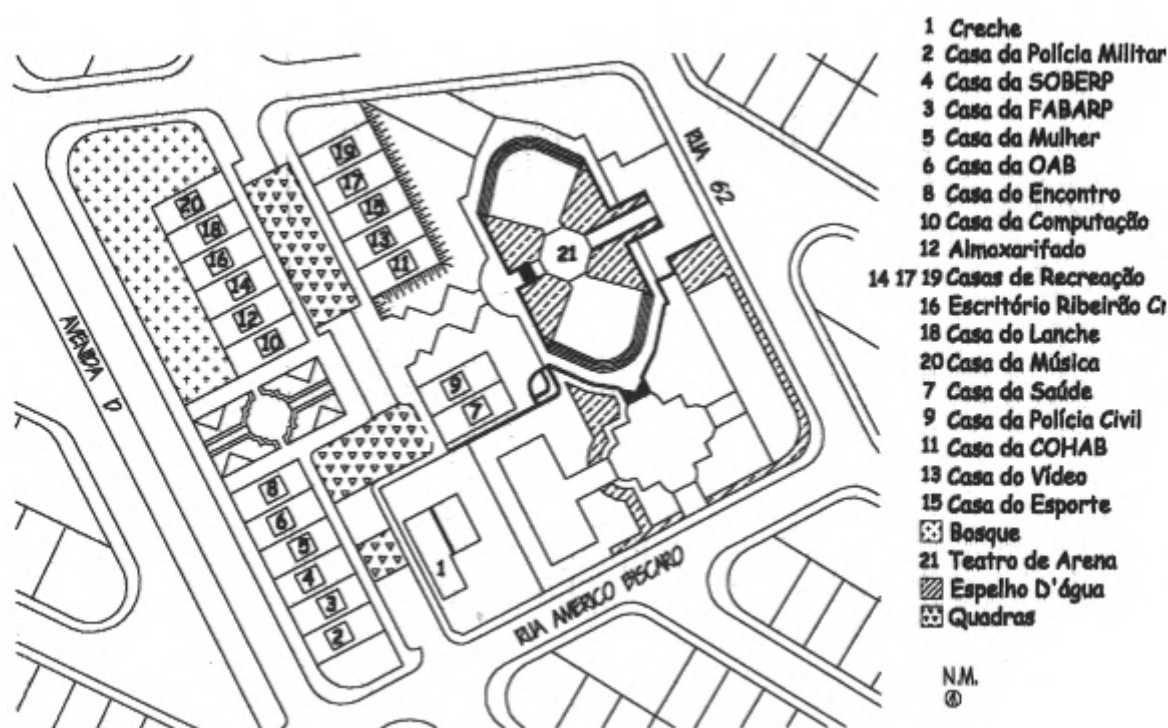 1 Creche
2 Casa da Polícia Militar
4 Casa da SOBERP
3 Casa da FABARP
5 Casa da Mulher
6 Casa da OAB
8 Casa do Encontro
10 Casa da Computação
12 Almoxarifado
14 17 19 Casas de Recreação
16 Escritório Ribeirão
18 Casa do Lanche
20 Casa da Música
7 Casa da Saúde
9 Casa da Polícia Civil
11 Casa da COHAB
13 Casa do Vídeo
15 Casa do Esporte
Bosque
21 Teatro de Arena
Espelho D'água
Quadras
N.M.
AVENIDA D
RUA 62
RUA AMERICO BISCARO
20
18
16
14
12
10
19
17
13
11
21
9
7
8
6
5
4
3
2
1